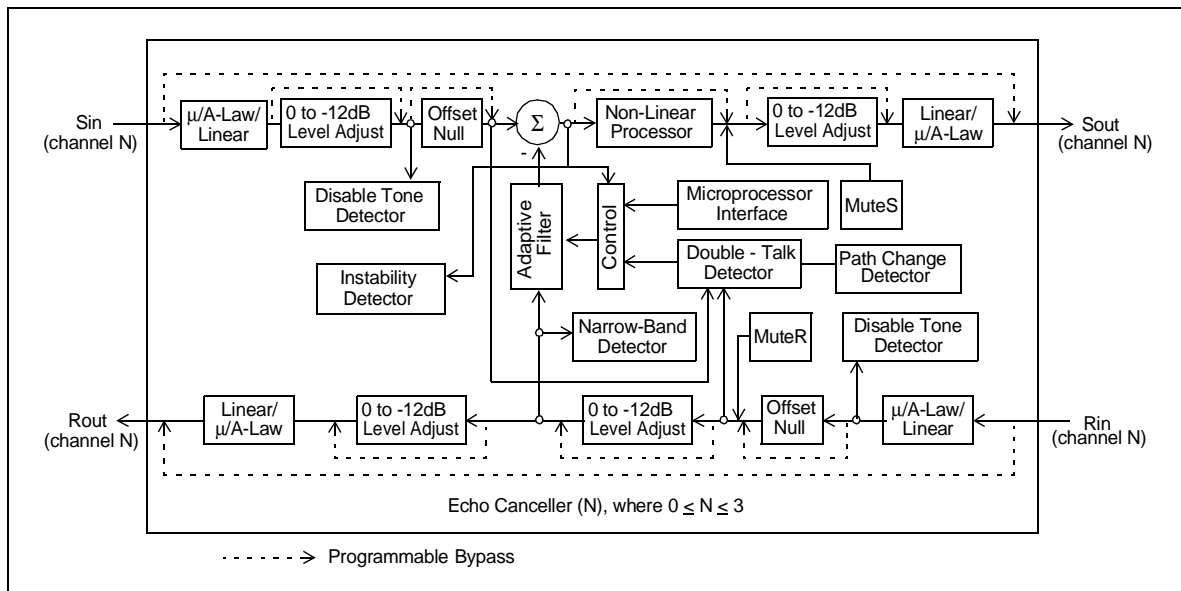 Sin
(channel N)
μ/A-Law/
Linear
0 to -12dB
Level Adjust
Offset
Null
Σ
-
Non-Linear
Processor
0 to -12dB
Level Adjust
Linear/
μ/A-Law
Sout
(channel N)
Disable Tone
Detector
Microprocessor
Interface
MuteS
Adaptive
Filter
Control
Instability
Detector
Double - Talk
Detector
Path Change
Detector
Narrow-Band
Detector
MuteR
Disable Tone
Detector
Rout
(channel N)
Linear/
μ/A-Law
0 to -12dB
Level Adjust
0 to -12dB
Level Adjust
Offset
Null
μ/A-Law/
Linear
Rin
(channel N)
Echo Canceller (N), where 0 ≤ N ≤ 3
Programmable Bypass